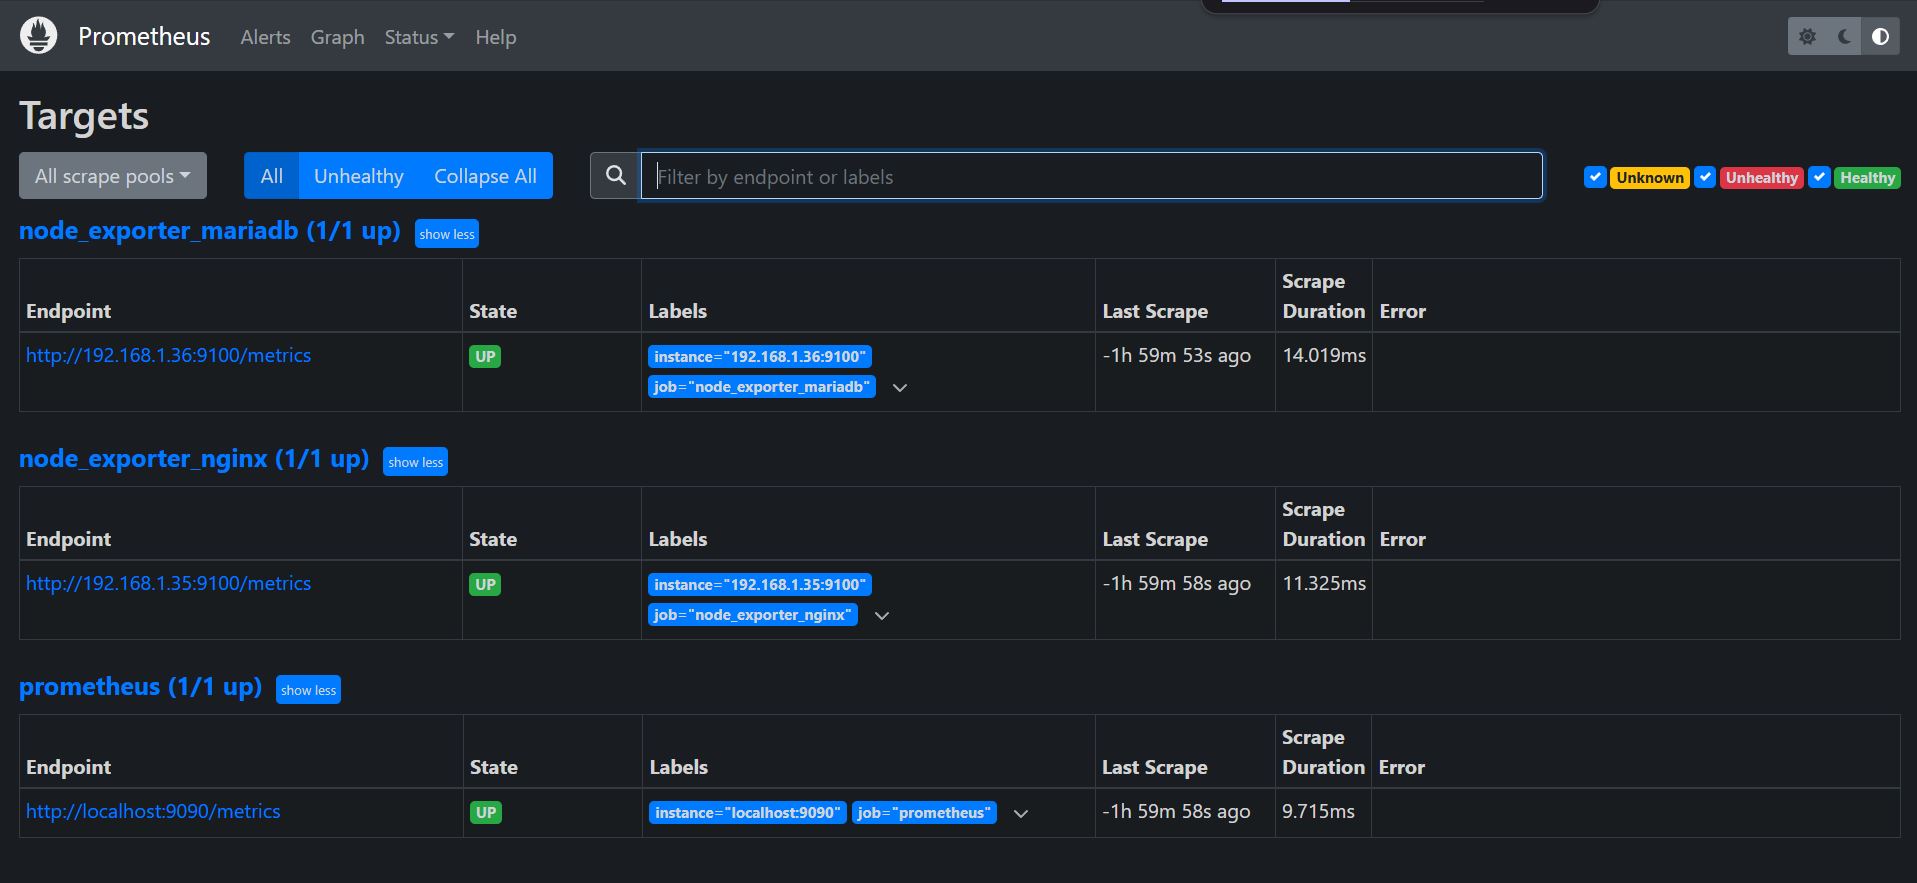 Prometheus Alerts Graph Status Help
Targets
All scrape pools All Unhealthy Collapse All Filter by endpoint or labels Unknown Unhealthy Healthy
node_exporter_mariadb (1/1 up) show less
Endpoint State Labels Last Scrape Scrape Duration Error
http://192.168.1.36:9100/metrics UP instance="192.168.1.36:9100" -1h 59m 53s ago 14.019ms
job="node_exporter_mariadb"
node_exporter_nginx (1/1 up) show less
Endpoint State Labels Last Scrape Scrape Duration Error
http://192.168.1.35:9100/metrics UP instance="192.168.1.35:9100" -1h 59m 58s ago 11.325ms
job="node_exporter_nginx"
prometheus (1/1 up) show less
Endpoint State Labels Last Scrape Scrape Duration Error
http://localhost:9090/metrics UP instance="localhost:9090" job="prometheus" -1h 59m 58s ago 9.715ms